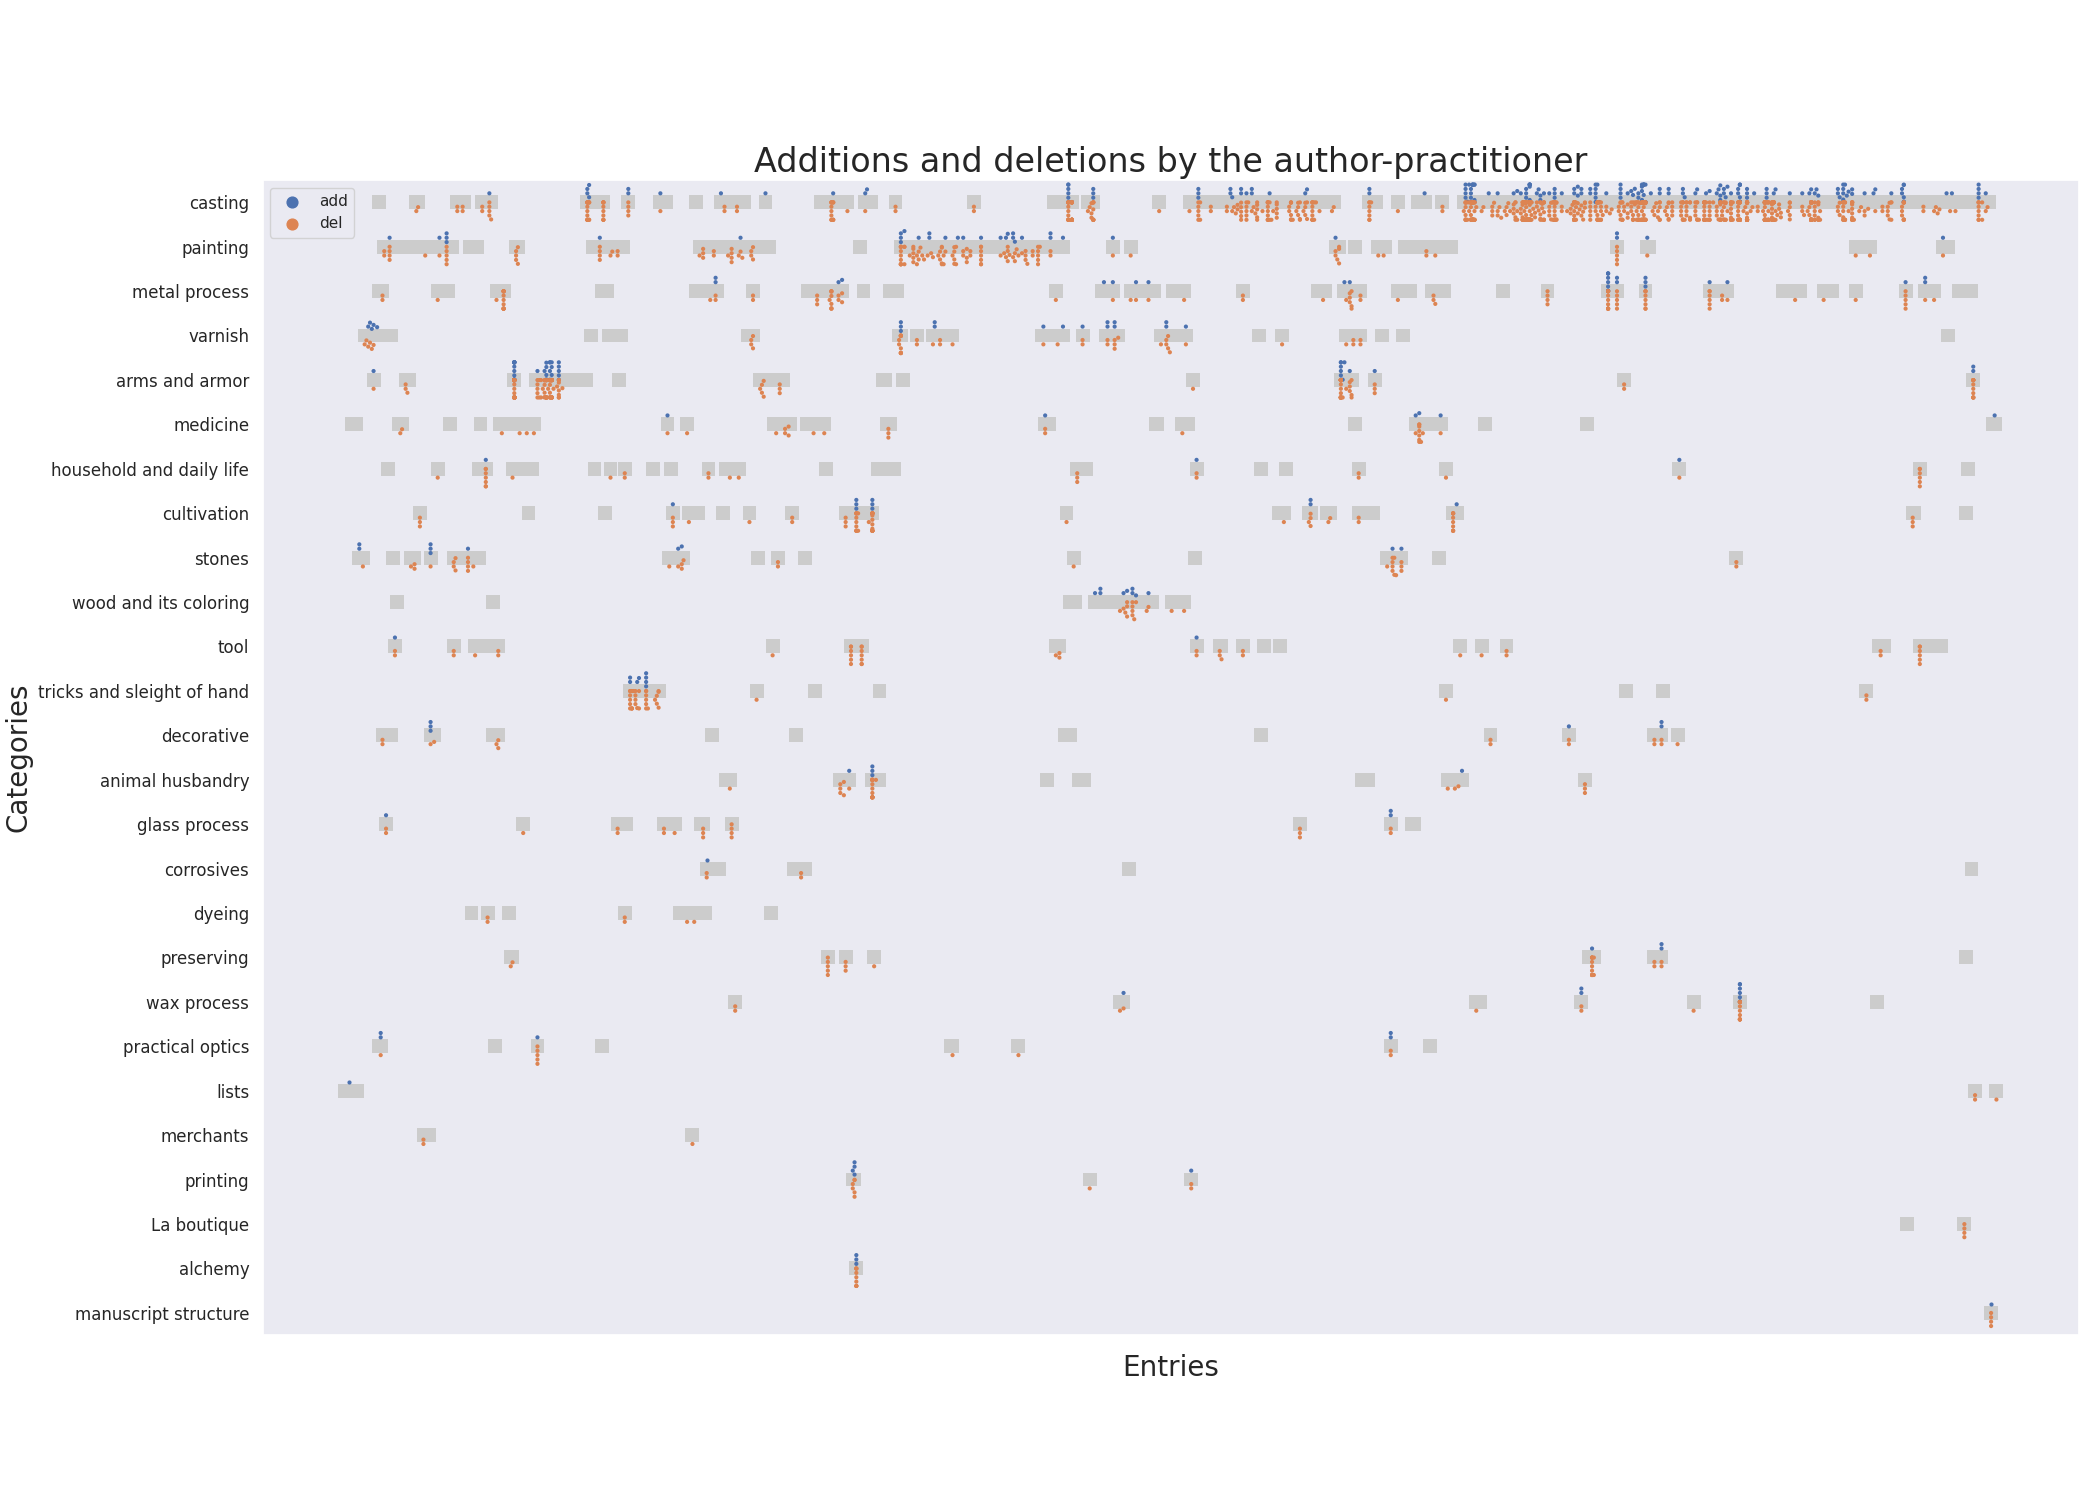 Additions and deletions by the author-practitioner
add
del
casting
painting
metal process
varnish
arms and armor
medicine
household and daily life
cultivation
stones
wood and its coloring
tool
tricks and sleight of hand
decorative
animal husbandry
glass process
corrosives
dyeing
preserving
wax process
practical optics
lists
merchants
printing
La boutique
alchemy
manuscript structure
Categories
Entries